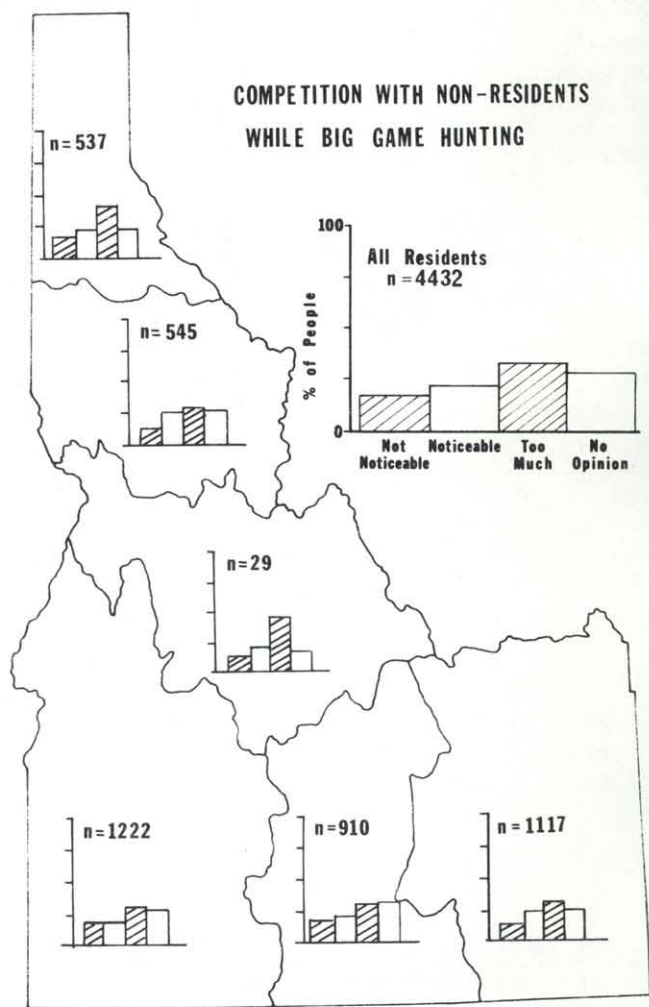 COMPETITION WITH NON-RESIDENTS
WHILE BIG GAME HUNTING
n=537
100
All Residents
n=4432
% of People
0
Not Noticeable
Noticeable
Too Much
No Opinion
n=545
n=29
n=1222
n=910
n=1117